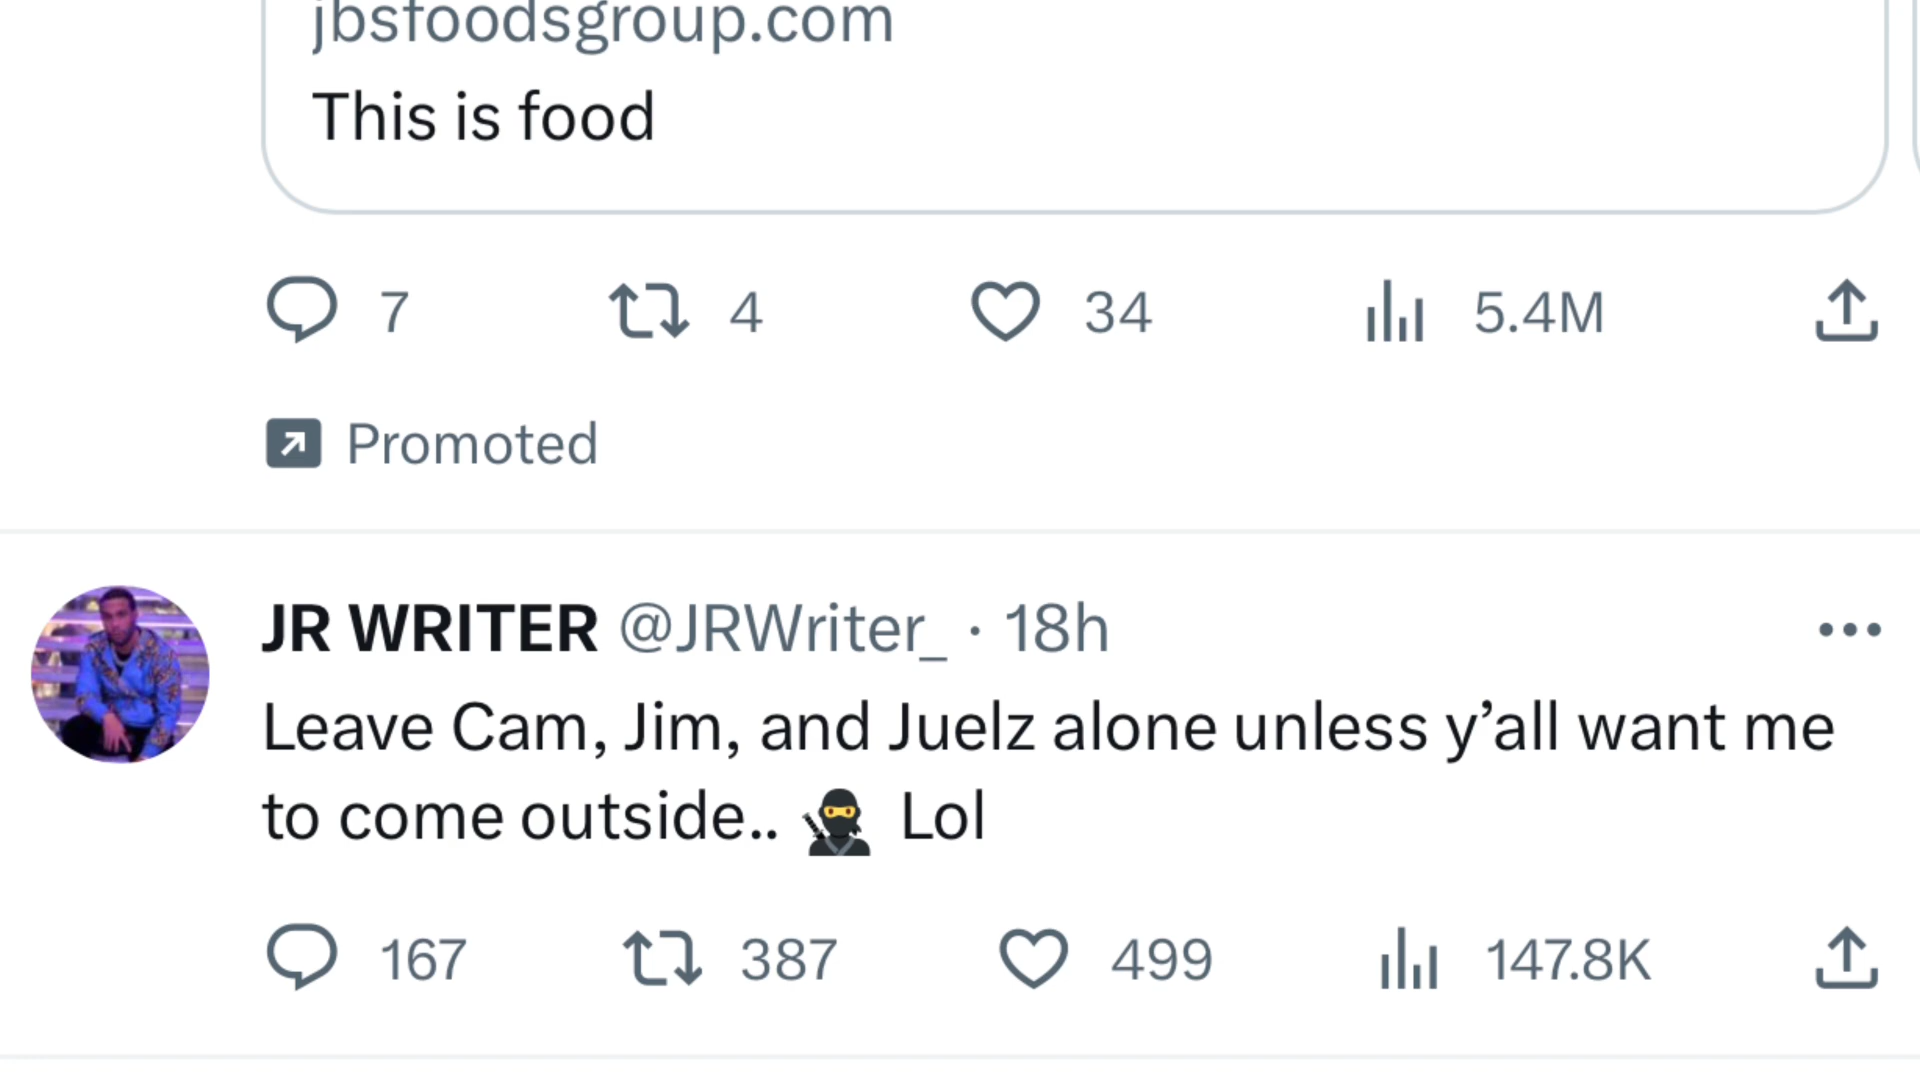 jbsfoodsgroup.com
This is food
7 4 34 5.4M
Promoted
JR WRITER @JRWriter_ · 18h
Leave Cam, Jim, and Juelz alone unless y’all want me
to come outside.. 🥷 Lol
167 387 499 147.8K